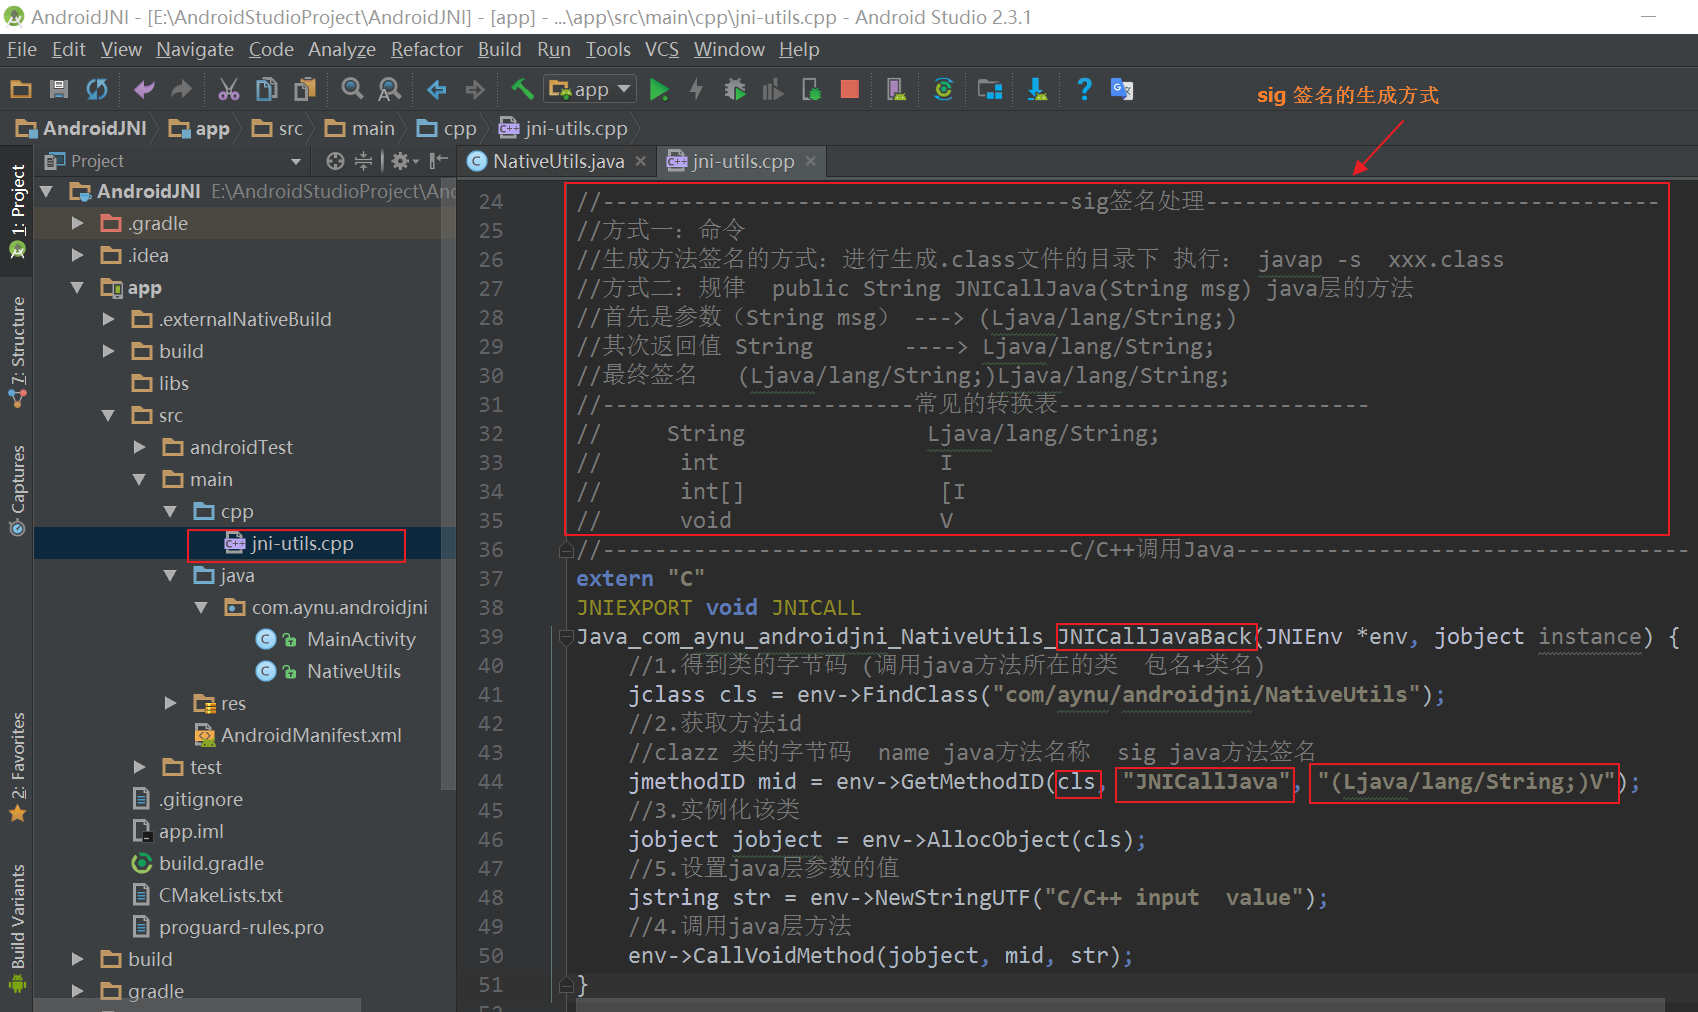 AndroidJNI - [E:\AndroidStudioProject\AndroidJNI] - [app] - ...\app\src\main\cpp\jni-utils.cpp - Android Studio 2.3.1
File Edit View Navigate Code Analyze Refactor Build Run Tools VCS Window Help
app
sig 签名的生成方式
AndroidJNI app src main cpp jni-utils.cpp
Project
NativeUtils.java jni-utils.cpp
1: Project
7: Structure
Captures
2: Favorites
Build Variants
AndroidJNI E:\AndroidStudioProject\And
.gradle
.idea
app
.externalNativeBuild
build
libs
src
androidTest
main
cpp
jni-utils.cpp
java
com.aynu.androidjni
MainActivity
NativeUtils
res
AndroidManifest.xml
test
.gitignore
app.iml
build.gradle
CMakeLists.txt
proguard-rules.pro
build
gradle
24 //------------------------------------sig签名处理-----------------------------------
25 //方式一：命令
26 //生成方法签名的方式：进行生成.class文件的目录下 执行： javap -s  xxx.class
27 //方式二：规律  public String JNICallJava(String msg) java层的方法
28 //首先是参数（String msg） ---> (Ljava/lang/String;)
29 //其次返回值 String       ----> Ljava/lang/String;
30 //最终签名   (Ljava/lang/String;)Ljava/lang/String;
31 //------------------------常见的转换表------------------------
32 //     String              Ljava/lang/String;
33 //      int                 I
34 //      int[]               [I
35 //      void                V
36 //------------------------------------C/C++调用Java-----------------------------------
37 extern "C"
38 JNIEXPORT void JNICALL
39 Java_com_aynu_androidjni_NativeUtils_JNICallJavaBack(JNIEnv *env, jobject instance) {
40 //1.得到类的字节码 (调用java方法所在的类  包名+类名)
41 jclass cls = env->FindClass("com/aynu/androidjni/NativeUtils");
42 //2.获取方法id
43 //clazz 类的字节码  name java方法名称  sig java方法签名
44 jmethodID mid = env->GetMethodID(cls, "JNICallJava", "(Ljava/lang/String;)V");
45 //3.实例化该类
46 jobject jobject = env->AllocObject(cls);
47 //5.设置java层参数的值
48 jstring str = env->NewStringUTF("C/C++ input  value");
49 //4.调用java层方法
50 env->CallVoidMethod(jobject, mid, str);
51 }